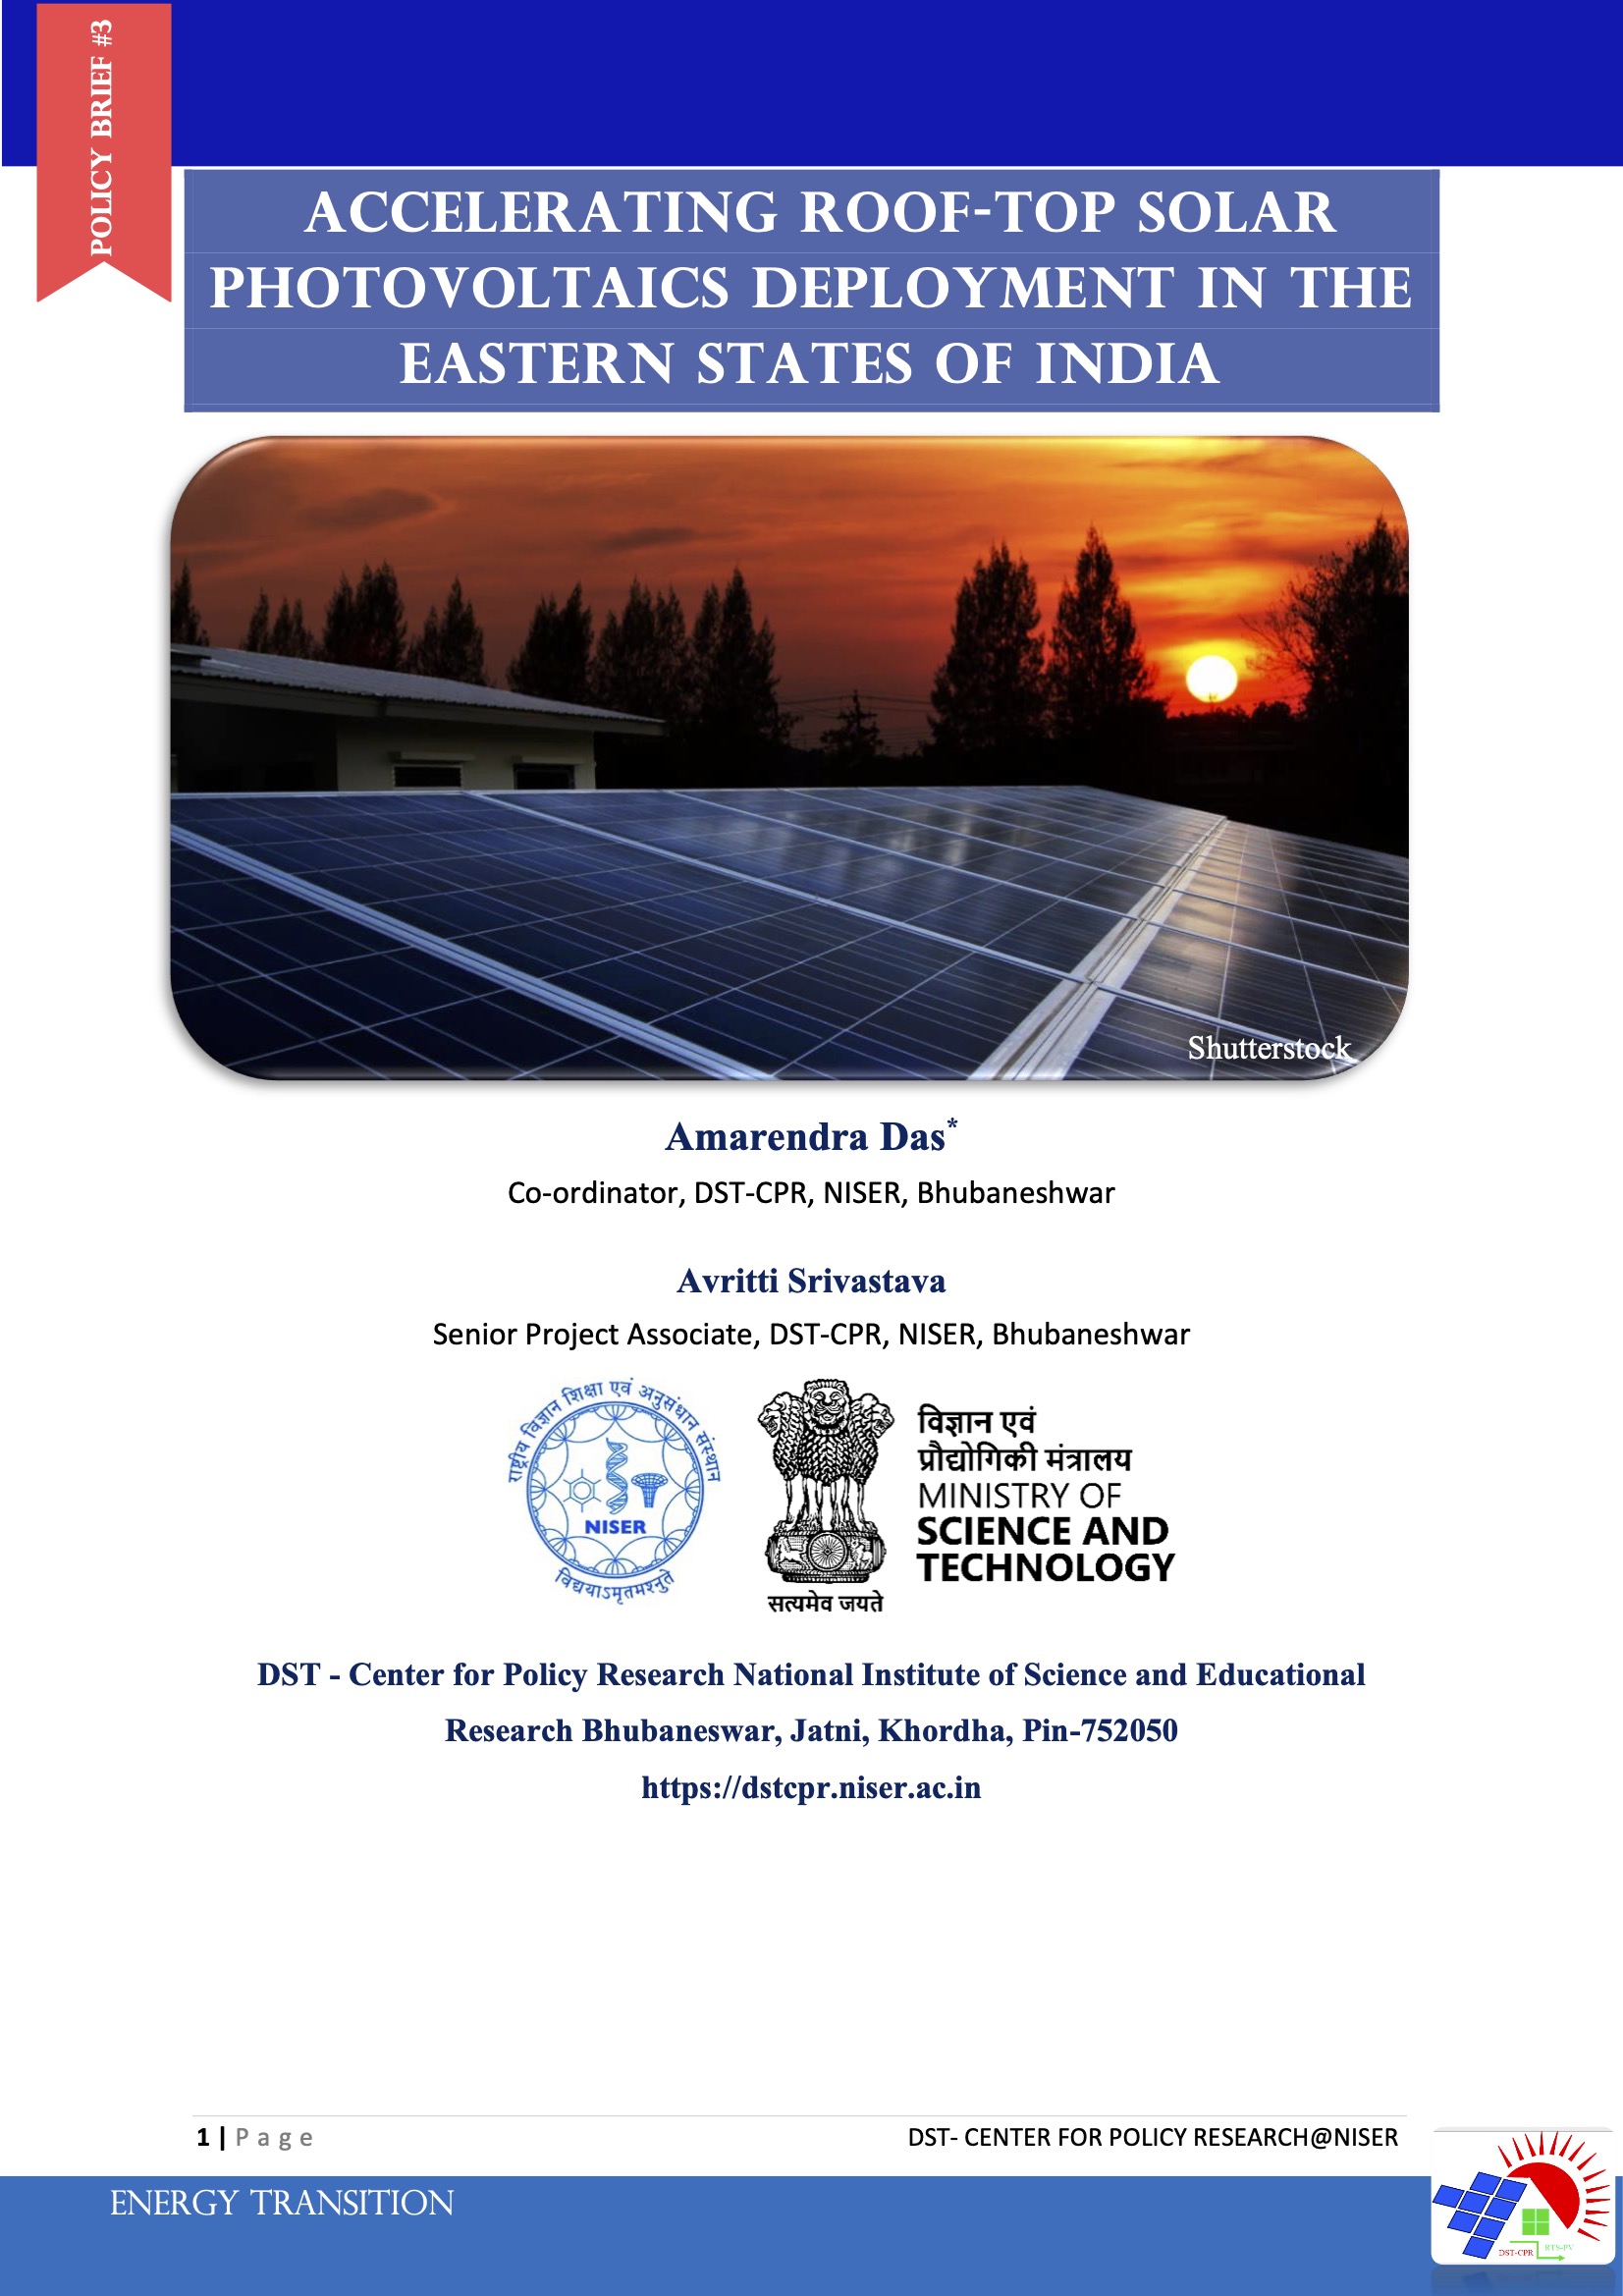 POLICY BRIEF #3
ACCELERATING ROOF-TOP SOLAR
PHOTOVOLTAICS DEPLOYMENT IN THE
EASTERN STATES OF INDIA
Shutterstock
Amarendra Das*
Co-ordinator, DST-CPR, NISER, Bhubaneshwar
Avritti Srivastava
Senior Project Associate, DST-CPR, NISER, Bhubaneshwar
राष्ट्रीय विज्ञान शिक्षा एवं अनुसंधान संस्थान
NISER
विद्ययाऽमृतमश्नुते
सत्यमेव जयते
विज्ञान एवं
प्रौद्योगिकी मंत्रालय
MINISTRY OF
SCIENCE AND
TECHNOLOGY
DST - Center for Policy Research National Institute of Science and Educational
Research Bhubaneswar, Jatni, Khordha, Pin-752050
https://dstcpr.niser.ac.in
1 | Page
DST- CENTER FOR POLICY RESEARCH@NISER
ENERGY TRANSITION
DST-CPR
RTS-PV